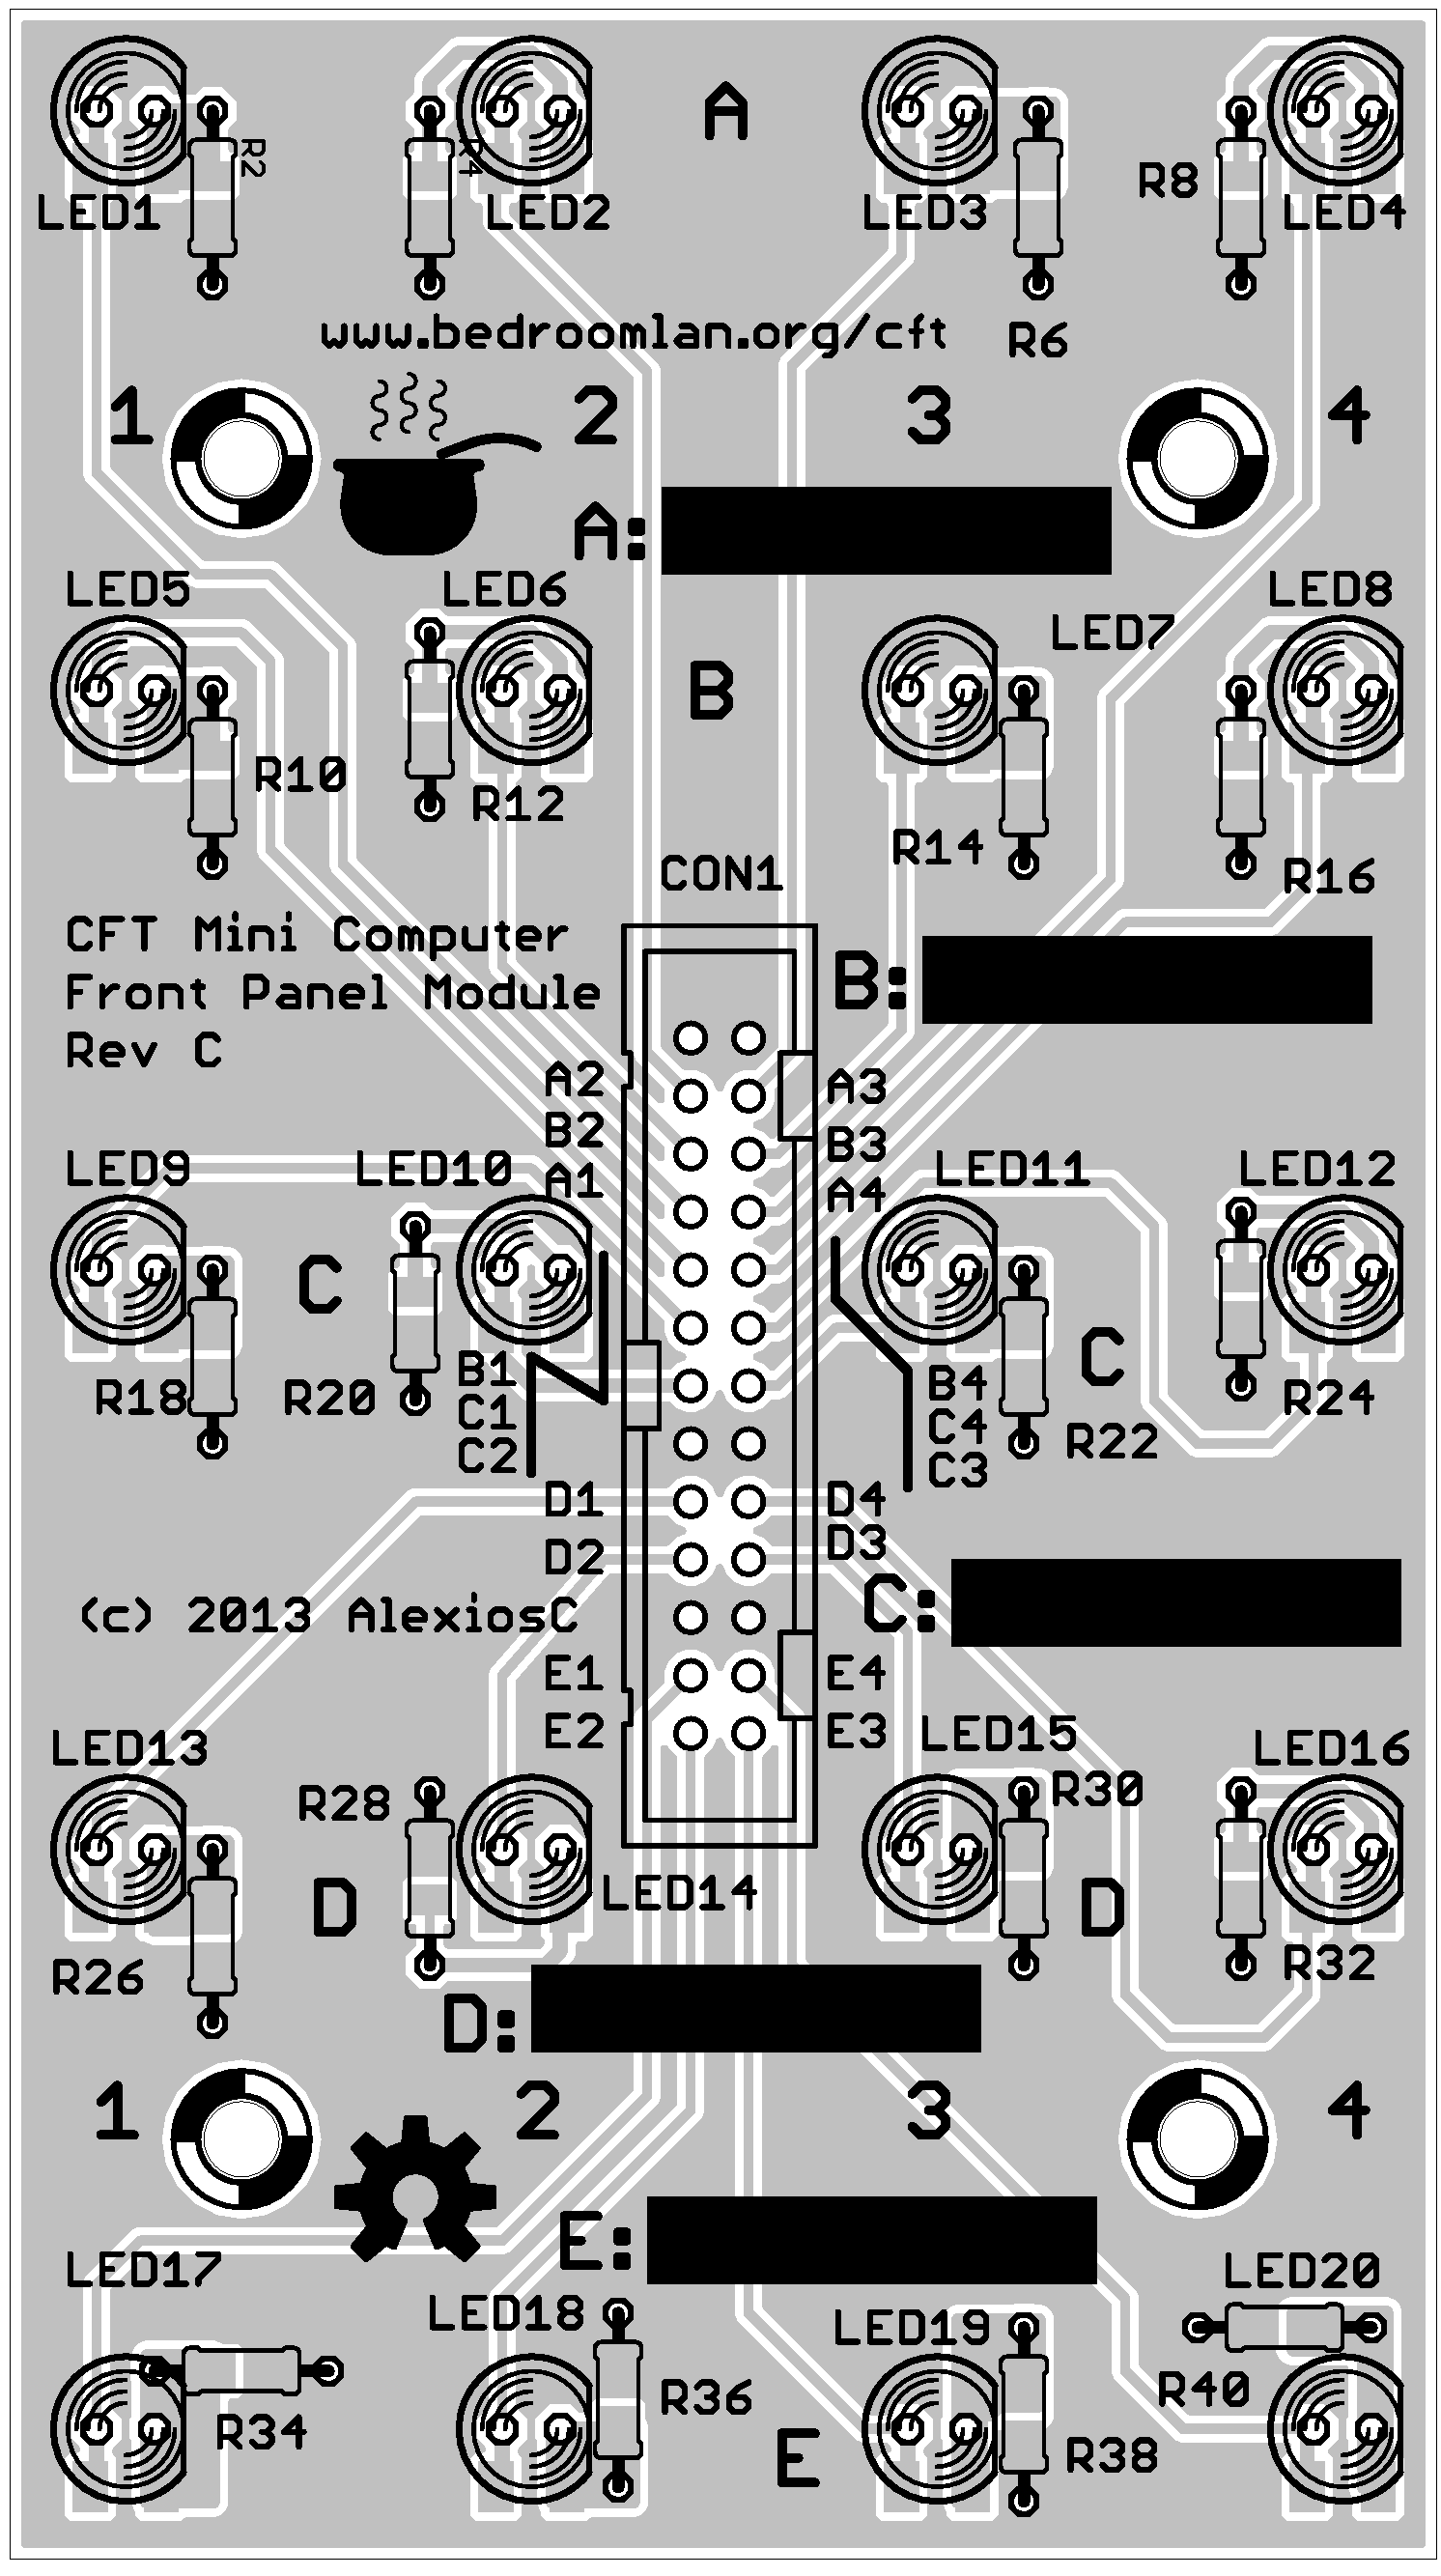 A
R2
R4
R8
LED1
LED2
LED3
LED4
www.bedroomlan.org/cft
R6
1
2
3
4
A:
LED5
LED6
LED7
LED8
B
R10
R12
R14
R16
CON1
CFT Mini Computer
Front Panel Module
Rev C
B:
A2
A3
B2
B3
A1
A4
LED9
LED10
LED11
LED12
C
C
R18
R20
B1
C1
C2
B4
C4
C3
R22
R24
D1
D4
D2
D3
(c) 2013 AlexiosC
C:
E1
E4
E2
E3
LED13
LED15
LED16
R28
R30
LED14
D
D
R26
R32
D:
1
2
3
4
E:
LED17
LED18
LED19
LED20
R34
R36
R40
E
R38